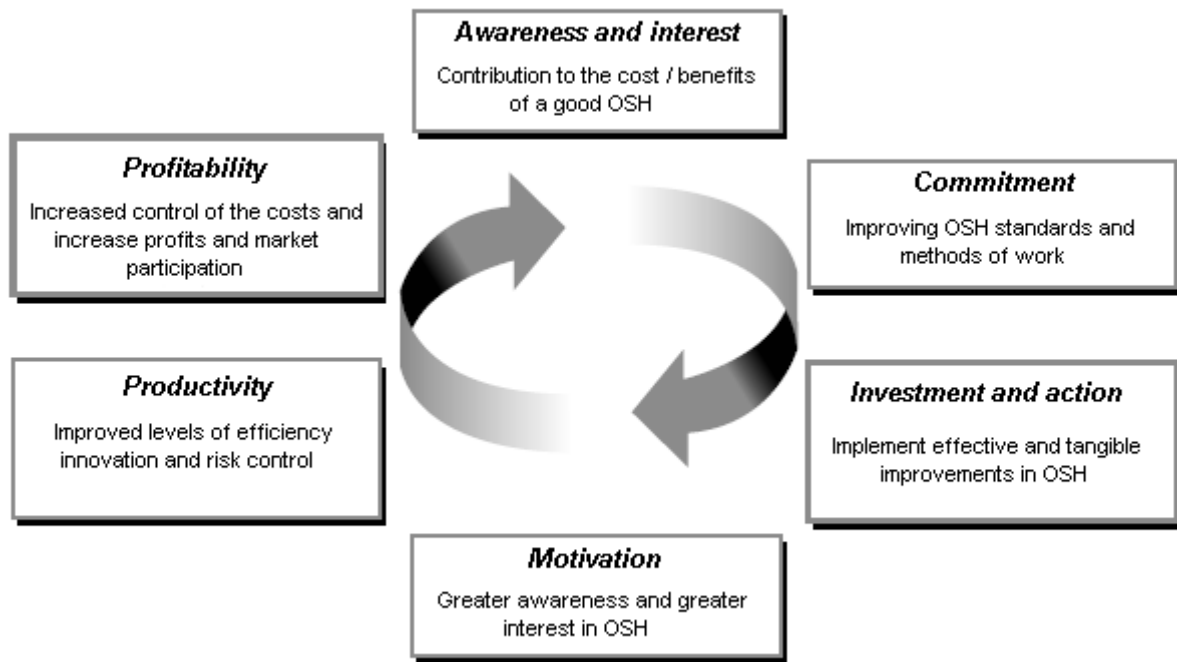 Awareness and interest
Contribution to the cost / benefits
of a good OSH
Profitability
Increased control of the costs and
increase profits and market
participation
Commitment
Improving OSH standards and
methods of work
Productivity
Improved levels of efficiency
innovation and risk control
Investment and action
Implement effective and tangible
improvements in OSH
Motivation
Greater awareness and greater
interest in OSH